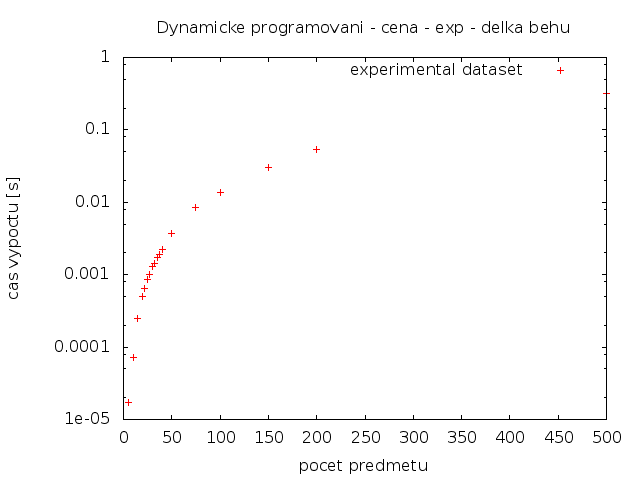 Dynamicke programovani - cena - exp - delka behu
experimental dataset
1
0.1
0.01
0.001
0.0001
1e-05
cas vypoctu [s]
0 50 100 150 200 250 300 350 400 450 500
pocet predmetu